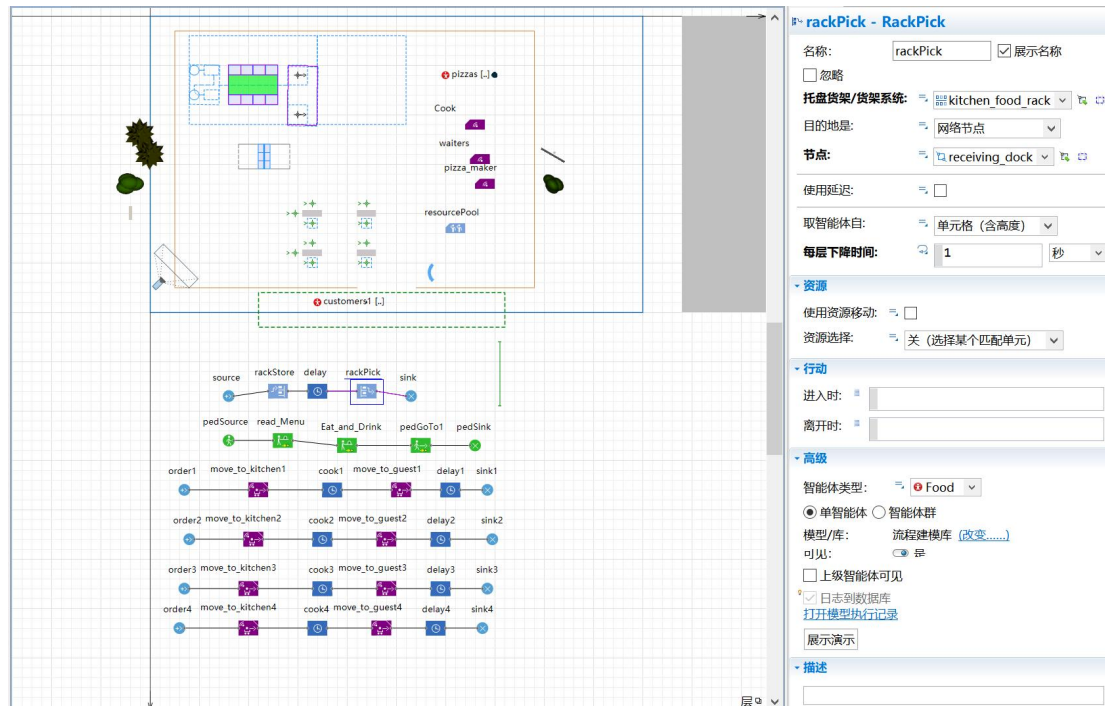 pizzas [..]
Cook
waiters
pizza_maker
resourcePool
customers1 [..]
source rackStore delay rackPick sink
pedSource read_Menu Eat_and_Drink pedGoTo1 pedSink
order1 move_to_kitchen1 cook1 move_to_guest1 delay1 sink1
order2 move_to_kitchen2 cook2 move_to_guest2 delay2 sink2
order3 move_to_kitchen3 cook3 move_to_guest3 delay3 sink3
order4 move_to_kitchen4 cook4 move_to_guest4 delay4 sink4
层
rackPick - RackPick
名称: rackPick 展示名称
忽略
托盘货架/货架系统: kitchen_food_rack
目的地是: 网络节点
节点: receiving_dock
使用延迟:
取智能体自: 单元格（含高度）
每层下降时间: 1 秒
资源
使用资源移动:
资源选择: 关（选择某个匹配单元）
行动
进入时:
离开时:
高级
智能体类型: Food
单智能体 智能体群
模型/库: 流程建模库 (改变......)
可见: 是
上级智能体可见
日志到数据库
打开模型执行记录
展示演示
描述